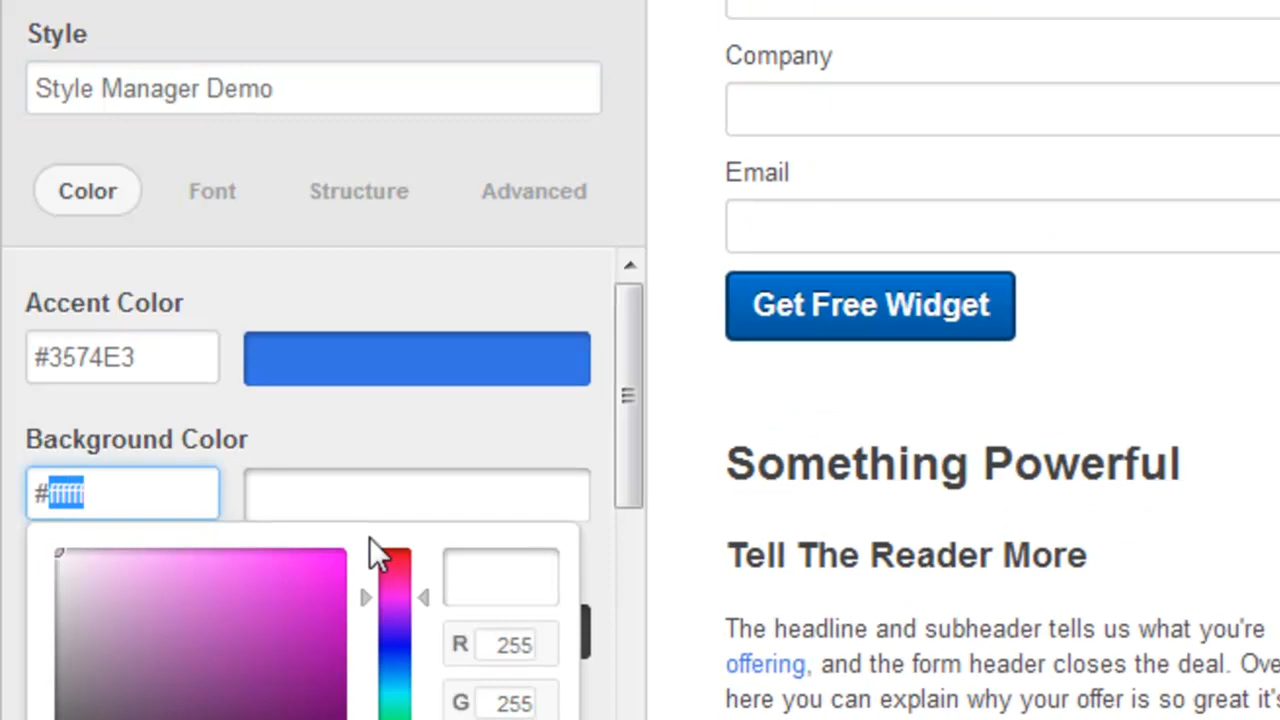 Style
Style Manager Demo
Color Font Structure Advanced
Accent Color
#3574E3
Background Color
#ffffff
R 255
G 255
Company
Email
Get Free Widget
Something Powerful
Tell The Reader More
The headline and subheader tells us what you're
offering, and the form header closes the deal. Ove
here you can explain why your offer is so great it's